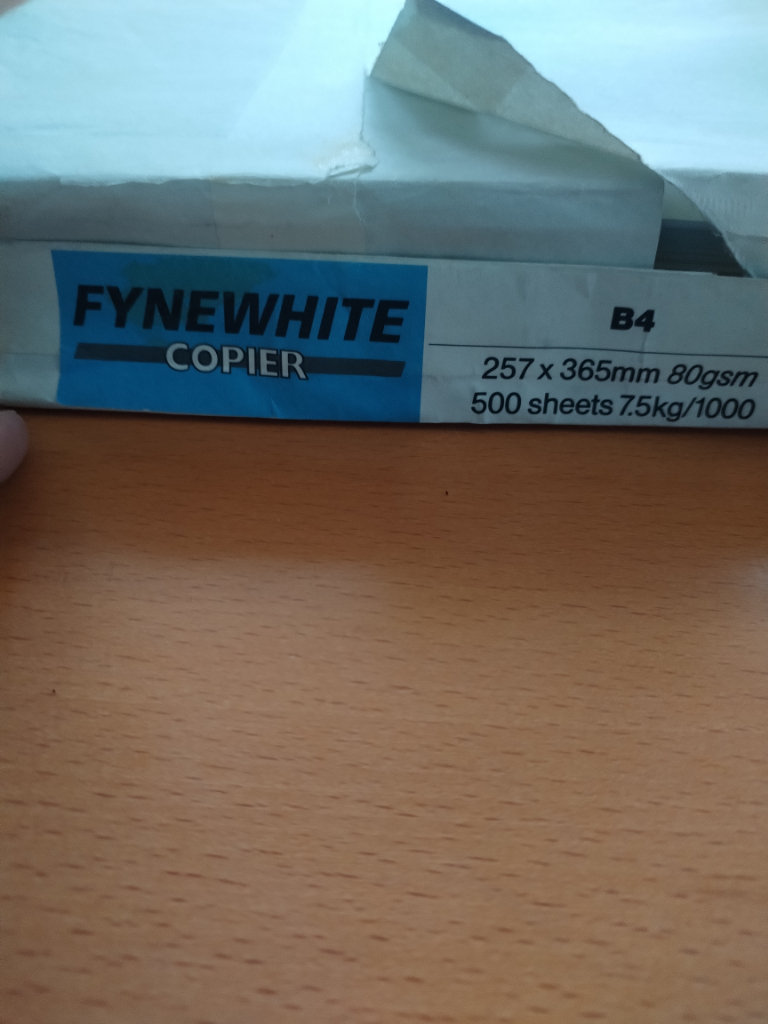 FYNEWHITE
COPIER
B4
257 x 365mm 80gsm
500 sheets 7.5kg/1000